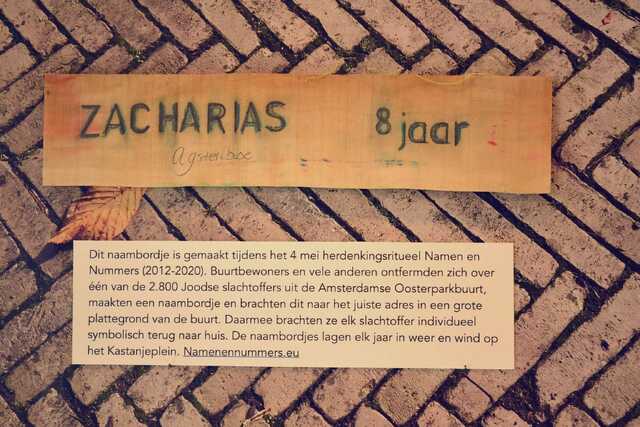 ZACHARIAS 8 jaar
Dit naambordje is gemaakt tijdens het 4 mei herdenkingsritueel Namen en
Nummers (2012-2020). Buurtbewoners en vele anderen ontfermden zich over
één van de 2.800 Joodse slachtoffers uit de Amsterdamse Oosterparkbuurt,
maakten een naambordje en brachten dit naar het juiste adres in een grote
plattegrond van de buurt. Daarmee brachten ze elk slachtoffer individueel
symbolisch terug naar huis. De naambordjes lagen elk jaar in weer en wind op
het Kastanjeplein. Namenennummers.eu